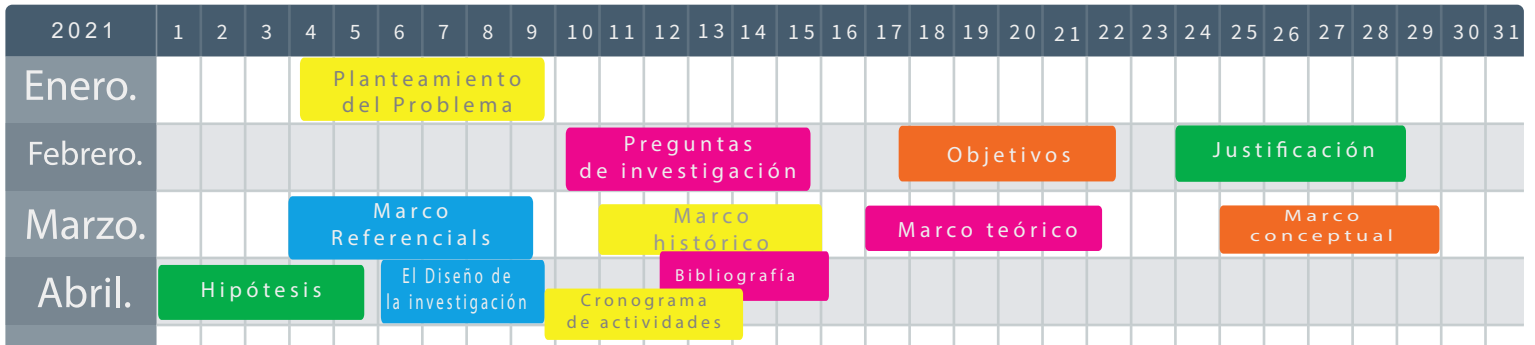 2021 1 2 3 4 5 6 7 8 9 10 11 12 13 14 15 16 17 18 19 20 21 22 23 24 25 26 27 28 29 30 31
Enero.
Planteamiento
del Problema
Febrero.
Preguntas
de investigación
Objetivos
Justificación
Marzo.
Marco
Referencials
Marco
histórico
Marco teórico
Marco
conceptual
Abril.
Hipótesis
El Diseño de
la investigación
Bibliografía
Cronograma
de actividades